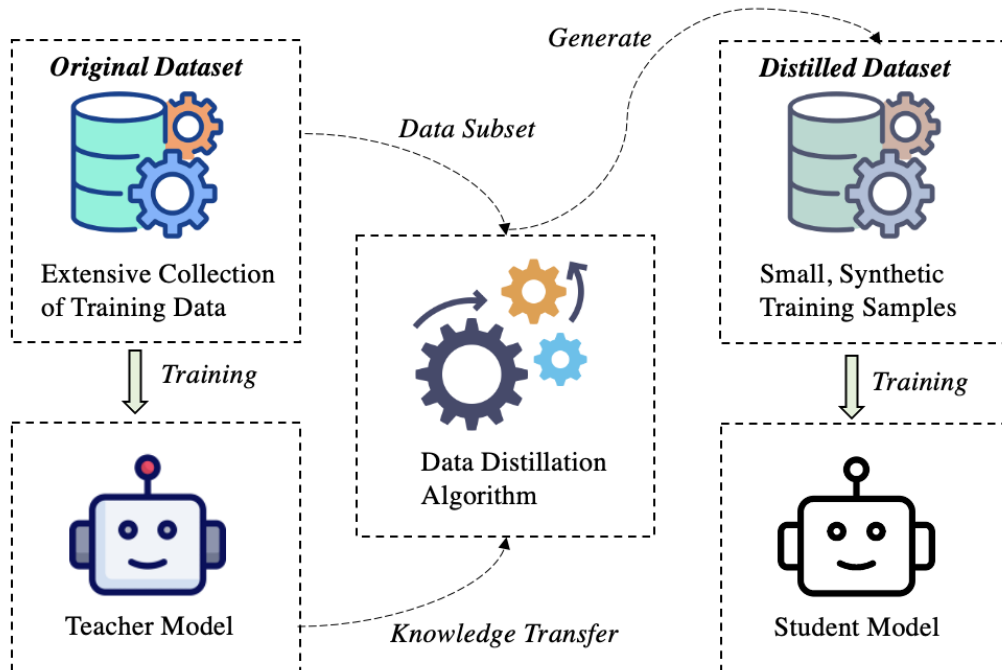 Original Dataset
Extensive Collection
of Training Data
Training
Teacher Model
Data Subset
Knowledge Transfer
Data Distillation
Algorithm
Generate
Distilled Dataset
Small, Synthetic
Training Samples
Training
Student Model